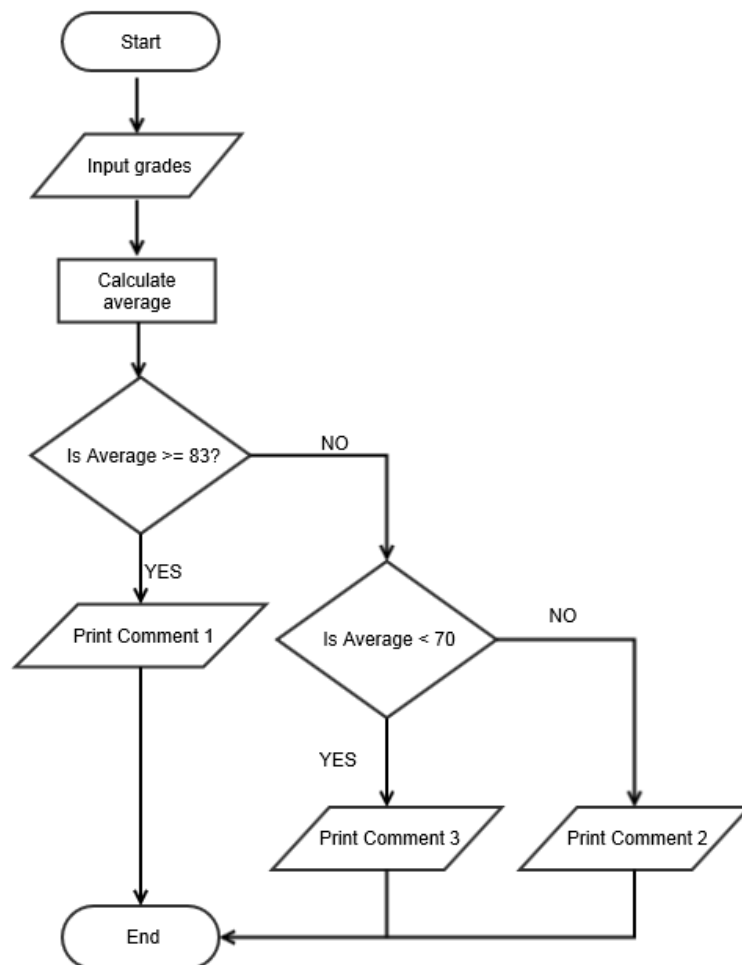 Start
Input grades
Calculate
average
Is Average >= 83?
NO
YES
Print Comment 1
Is Average < 70
NO
YES
Print Comment 3
Print Comment 2
End